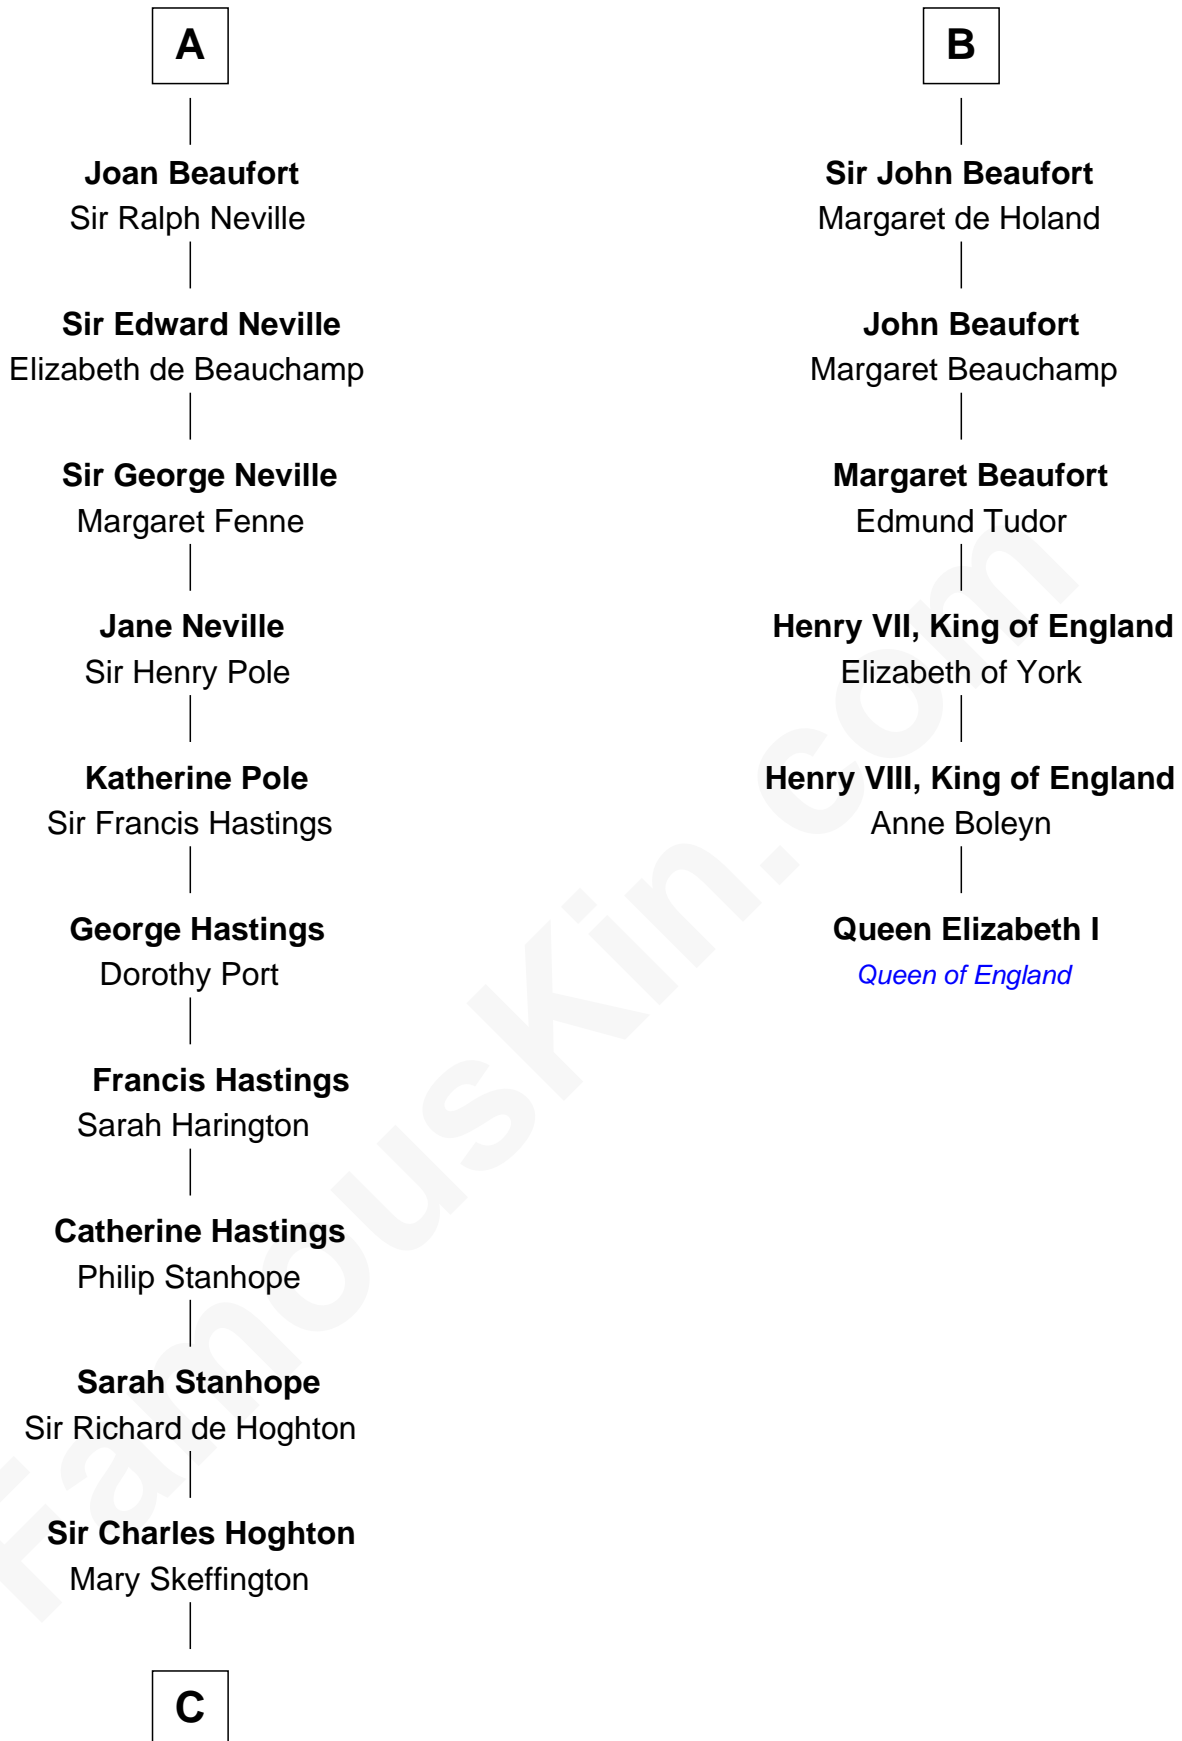 A
Joan Beaufort
Sir Ralph Neville
Sir Edward Neville
Elizabeth de Beauchamp
Sir George Neville
Margaret Fenne
Jane Neville
Sir Henry Pole
Katherine Pole
Sir Francis Hastings
George Hastings
Dorothy Port
Francis Hastings
Sarah Harington
Catherine Hastings
Philip Stanhope
Sarah Stanhope
Sir Richard de Hoghton
Sir Charles Hoghton
Mary Skeffington
C
B
Sir John Beaufort
Margaret de Holand
John Beaufort
Margaret Beauchamp
Margaret Beaufort
Edmund Tudor
Henry VII, King of England
Elizabeth of York
Henry VIII, King of England
Anne Boleyn
Queen Elizabeth I
Queen of England
FamousKin.com